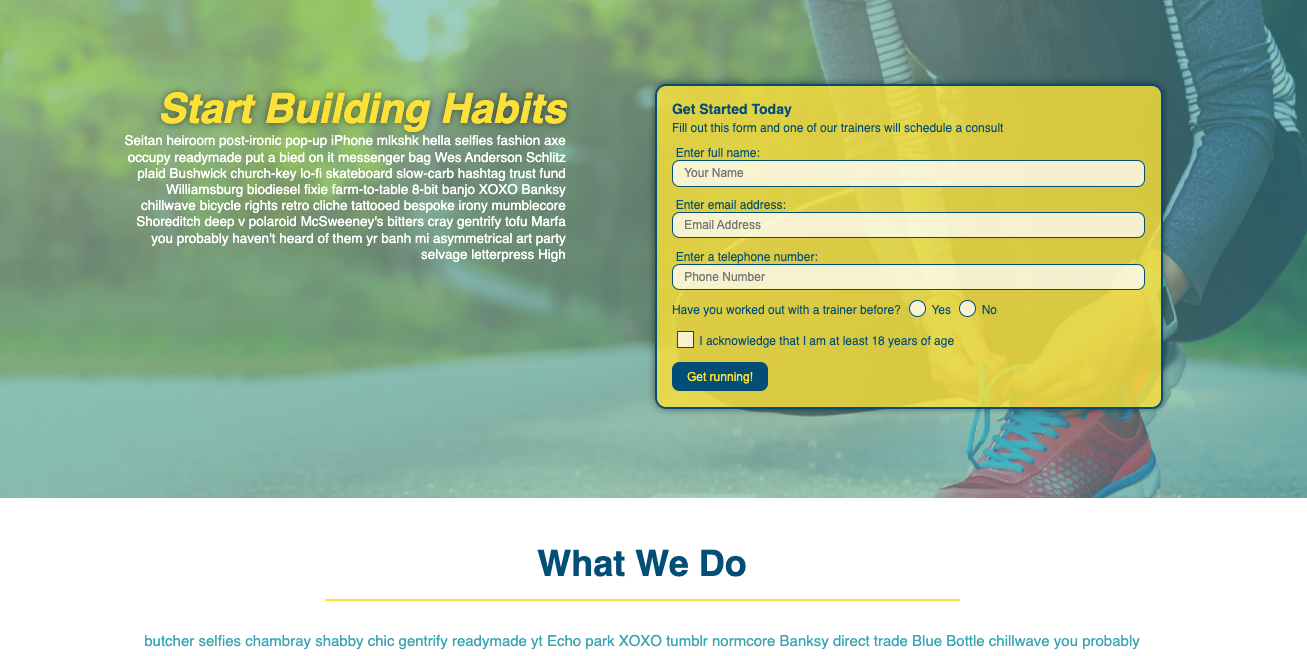 Start Building Habits
Seitan heiroom post-ironic pop-up iPhone mlkshk hella selfies fashion axe
occupy readymade put a bied on it messenger bag Wes Anderson Schlitz
plaid Bushwick church-key lo-fi skateboard slow-carb hashtag trust fund
Williamsburg biodiesel fixie farm-to-table 8-bit banjo XOXO Banksy
chillwave bicycle rights retro cliche tattooed bespoke irony mumblecore
Shoreditch deep v polaroid McSweeney's bitters cray gentrify tofu Marfa
you probably haven't heard of them yr banh mi asymmetrical art party
selvage letterpress High
Get Started Today
Fill out this form and one of our trainers will schedule a consult
Enter full name:
Your Name
Enter email address:
Email Address
Enter a telephone number:
Phone Number
Have you worked out with a trainer before? Yes No
I acknowledge that I am at least 18 years of age
Get running!
What We Do
butcher selfies chambray shabby chic gentrify readymade yt Echo park XOXO tumblr normcore Banksy direct trade Blue Bottle chillwave you probably